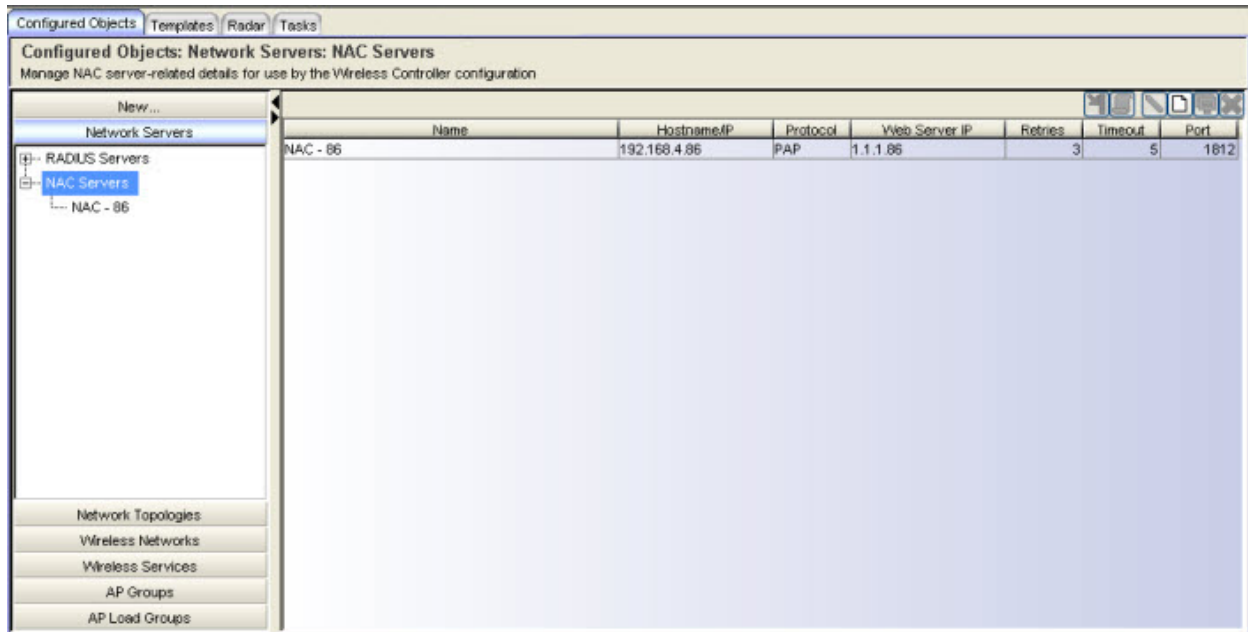 Configured Objects Templates Radar Tasks
Configured Objects: Network Servers: NAC Servers
Manage NAC server-related details for use by the Wireless Controller configuration
New...
Network Servers
RADIUS Servers
NAC Servers
NAC - 86
Network Topologies
Wireless Networks
Wireless Services
AP Groups
AP Load Groups
Name Hostname/IP Protocol Web Server IP Retries Timeout Port
NAC - 86 192.168.4.86 PAP 1.1.1.86 3 5 1812